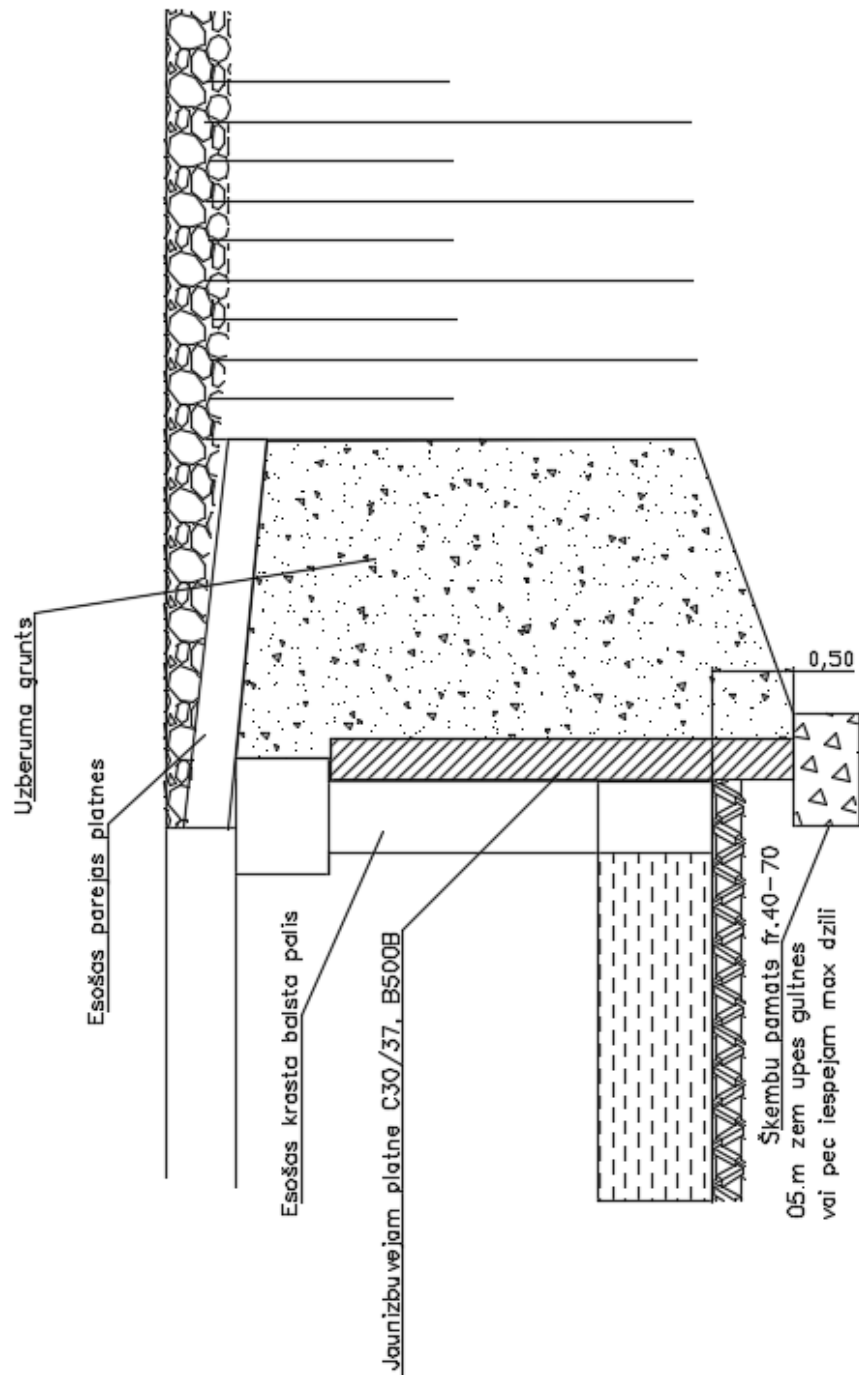 Uzberuma grunts
Esošas parejas platnes
Esošas krasta balsta palis
Jaunizbuvejam platne C30/37, B500B
Škembu pamats fr.40-70
05.m zem upes gultnes
vai pec iespejam max dzili
0,50